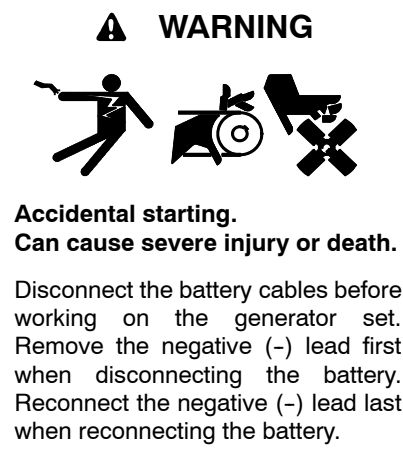 WARNING
Accidental starting.
Can cause severe injury or death.
Disconnect the battery cables before
working on the generator set.
Remove the negative (–) lead first
when disconnecting the battery.
Reconnect the negative (–) lead last
when reconnecting the battery.